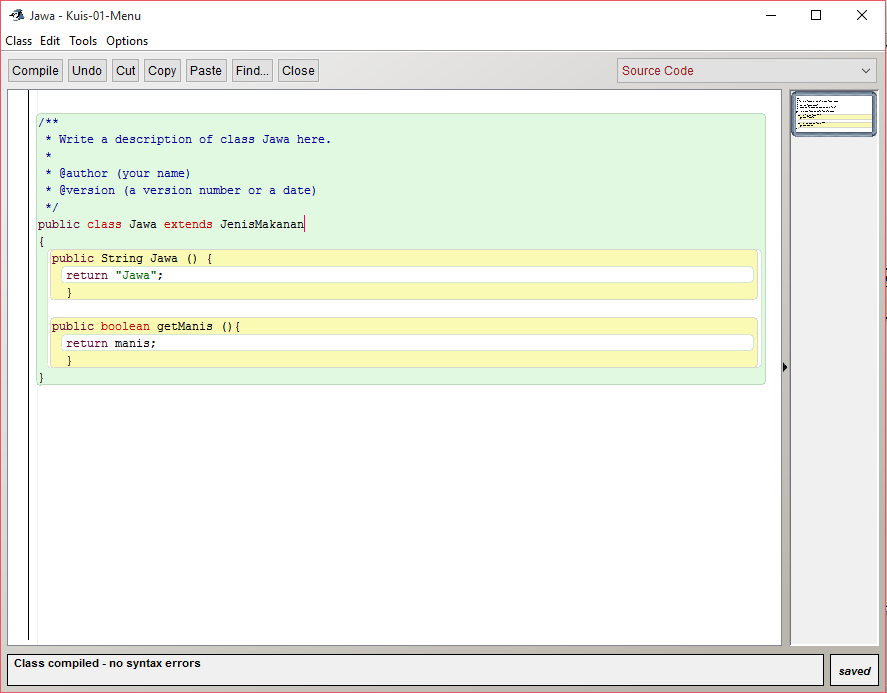 Jawa - Kuis-01-Menu
Class Edit Tools Options
Compile Undo Cut Copy Paste Find... Close Source Code
/**
 * Write a description of class Jawa here.
 *
 * @author (your name)
 * @version (a version number or a date)
 */
public class Jawa extends JenisMakanan
{
public String Jawa () {
return "Jawa";
}
public boolean getManis (){
return manis;
}
}
Class compiled - no syntax errors
saved